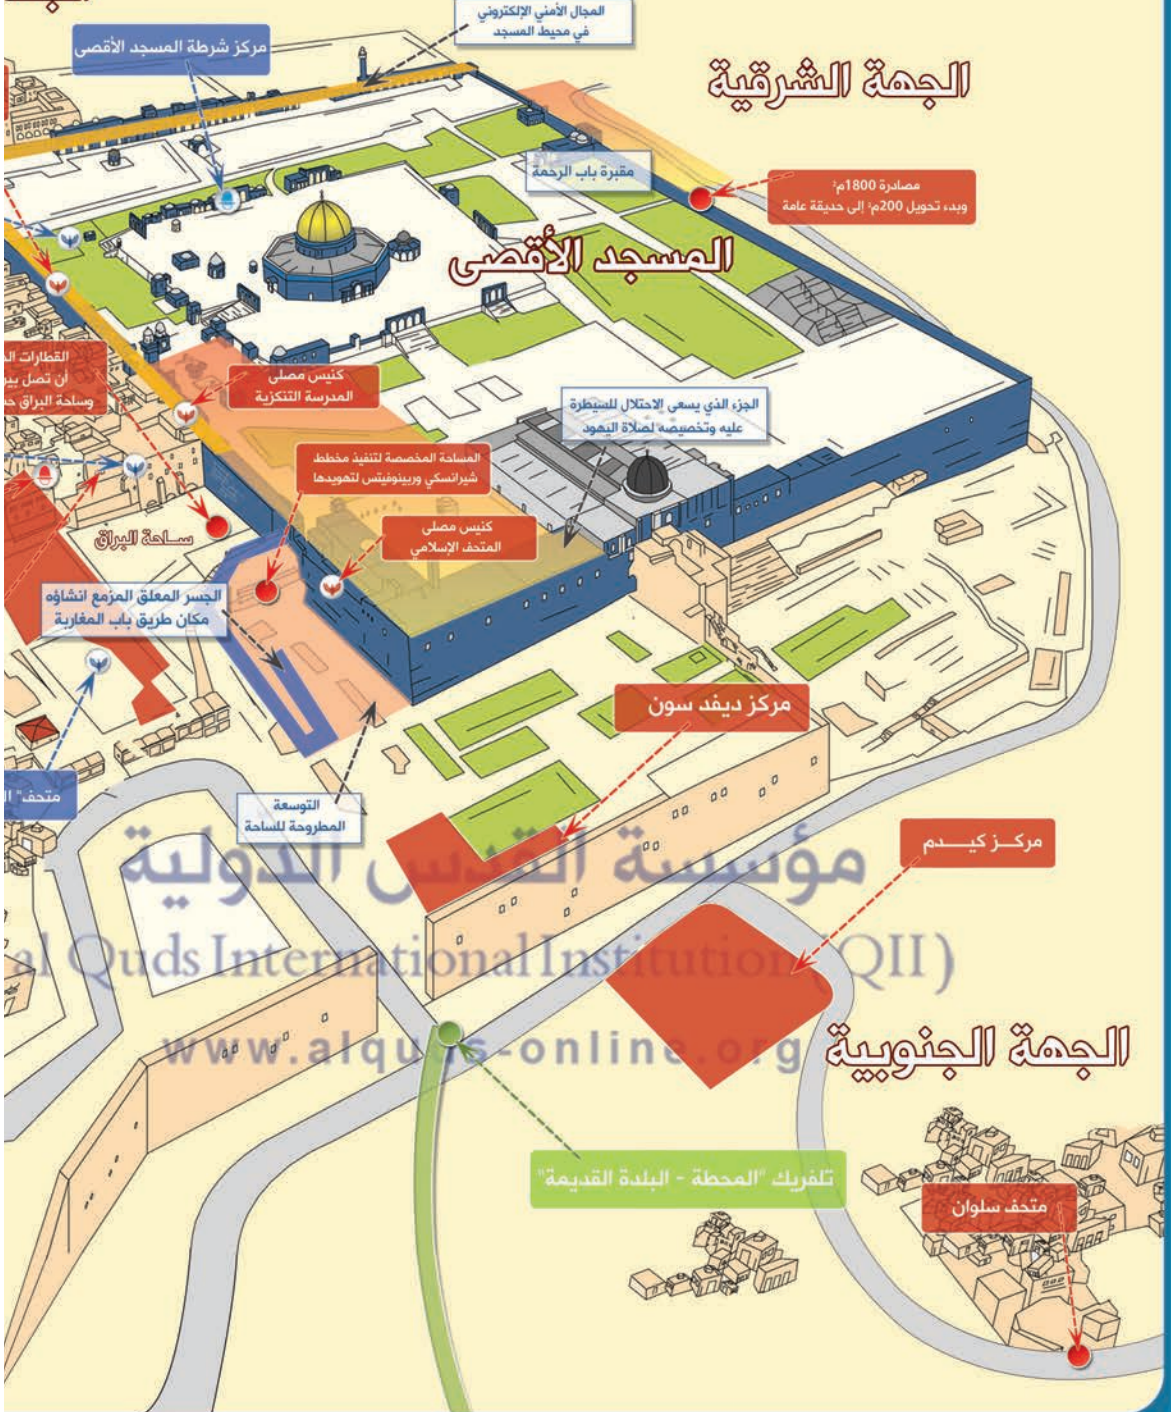 المجال الأمني الإلكتروني
في محيط المسجد
مركز شرطة المسجد الأقصى
الجهة الشرقية
مقبرة باب الرحمة
مصادرة 1800م²
وبدء تحويل 200م² إلى حديقة عامة
المسجد الأقصى
القطارات
أن تصل
وساحة البراق
كنيس مصلى
المدرسة التنكزية
الجزء الذي يسعى الاحتلال للسيطرة
عليه وتخصيصه لصلاة اليهود
المساحة المخصصة لتنفيذ مخطط
شيرانسكي وربينوفيتس لتهويدها
كنيس مصلى
المتحف الإسلامي
ساحة البراق
الجسر المعلق المزمع انشاؤه
مكان طريق باب المغاربة
مركز ديفد سون
متحف"
التوسعة
المطروحة للساحة
مركز كيدم
مؤسسة القدس الدولية
al Quds International Institution (QII)
www.alquds-online.org
الجهة الجنوبية
تلفريك "المحطة - البلدة القديمة"
متحف سلوان